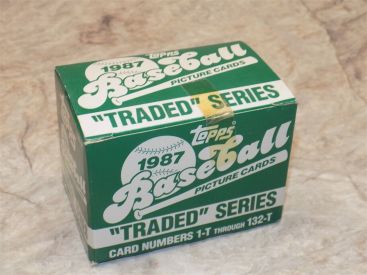 Topps
1987
Baseball
PICTURE CARDS
"TRADED" SERIES
Topps
1987
Baseball
PICTURE CARDS
"TRADED" SERIES
CARD NUMBERS 1-T THROUGH 132-T